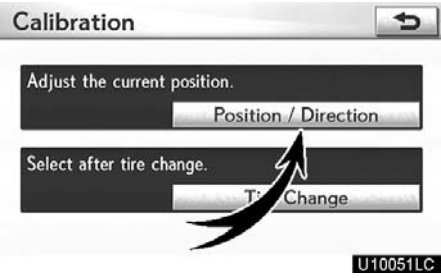 Calibration
Adjust the current position.
Position / Direction
Select after tire change.
Change
U10051LC